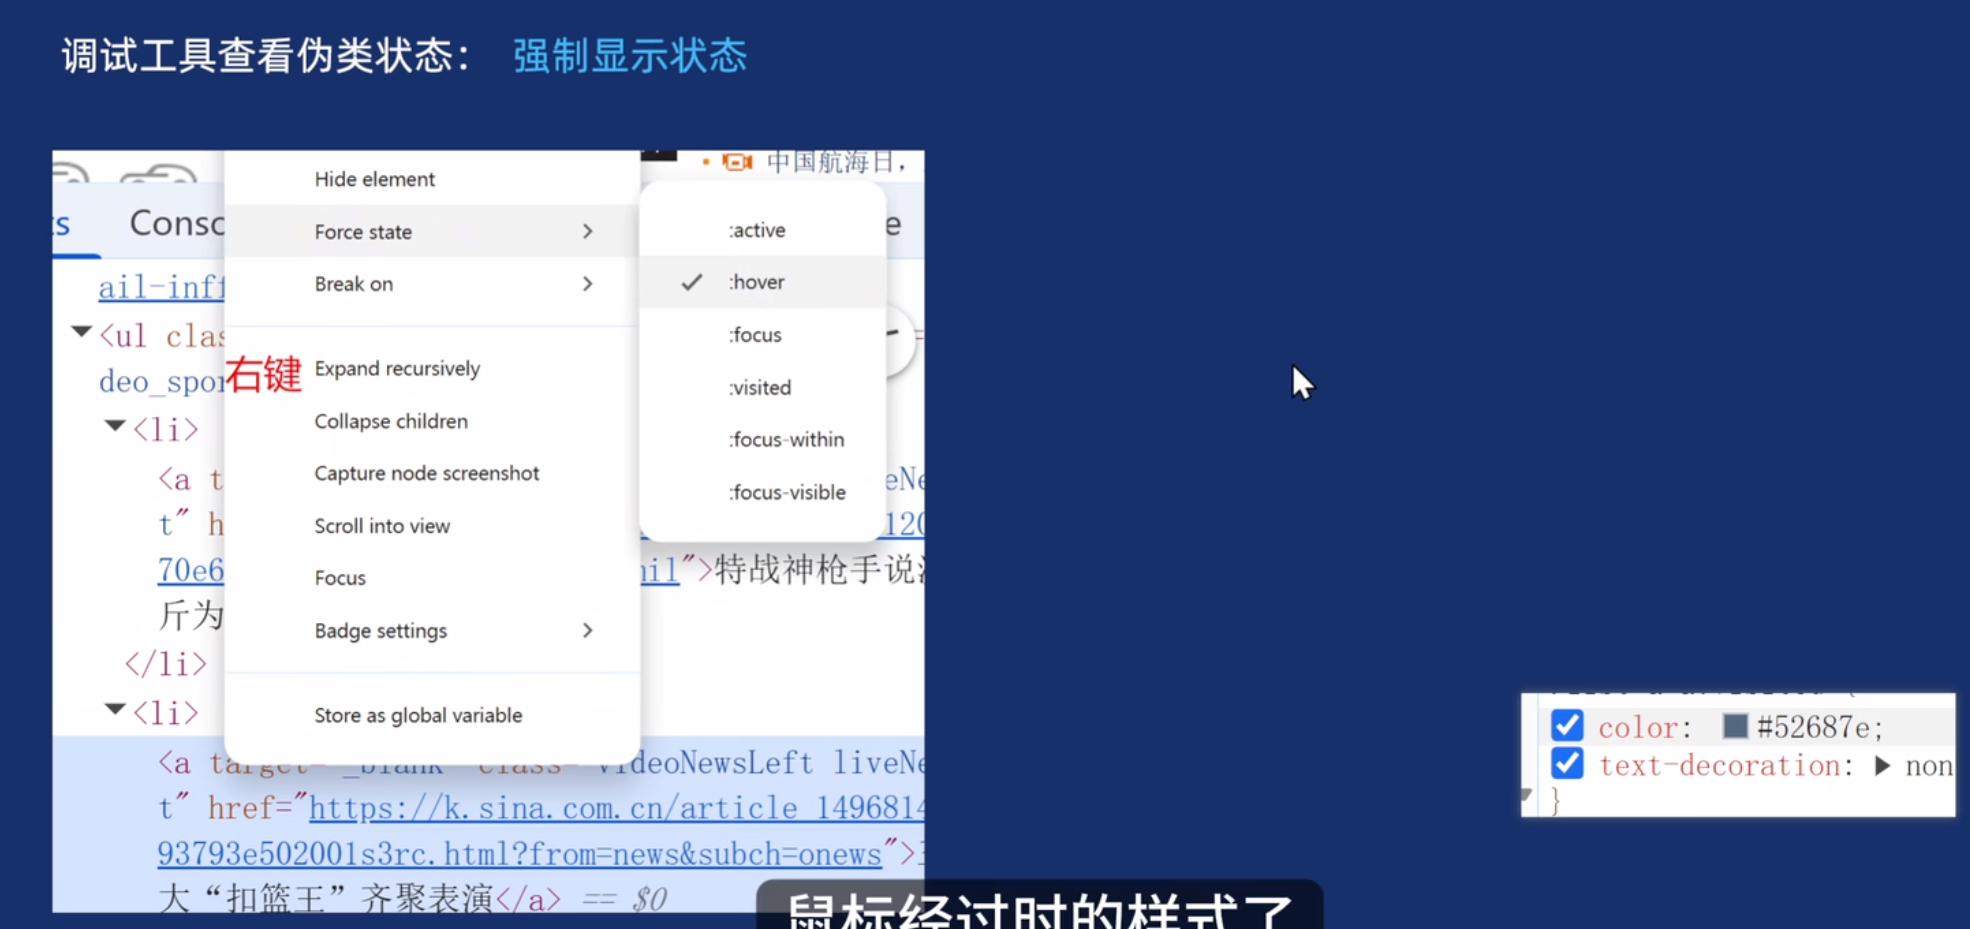 调试工具查看伪类状态： 强制显示状态
中国航海日，
Hide element
Force state
Break on
Expand recursively
Collapse children
Capture node screenshot
Scroll into view
Focus
Badge settings
Store as global variable
右键
:active
:hover
:focus
:visited
:focus-within
:focus-visible
ail-inf
<ul clas
deo_spor
<li>
<a t
t" h
70e6 ">特战神枪手说
斤为
</li>
<li>
<a target="_blank" class="videoNewsLeft liveNe
t" href="https://k.sina.com.cn/article_1496814
93793e502001s3rc.html?from=news&subch=onews">
大“扣篮王”齐聚表演</a> == $0
color: #52687e;
text-decoration: ▶ non
}
鼠标经过时的样式了